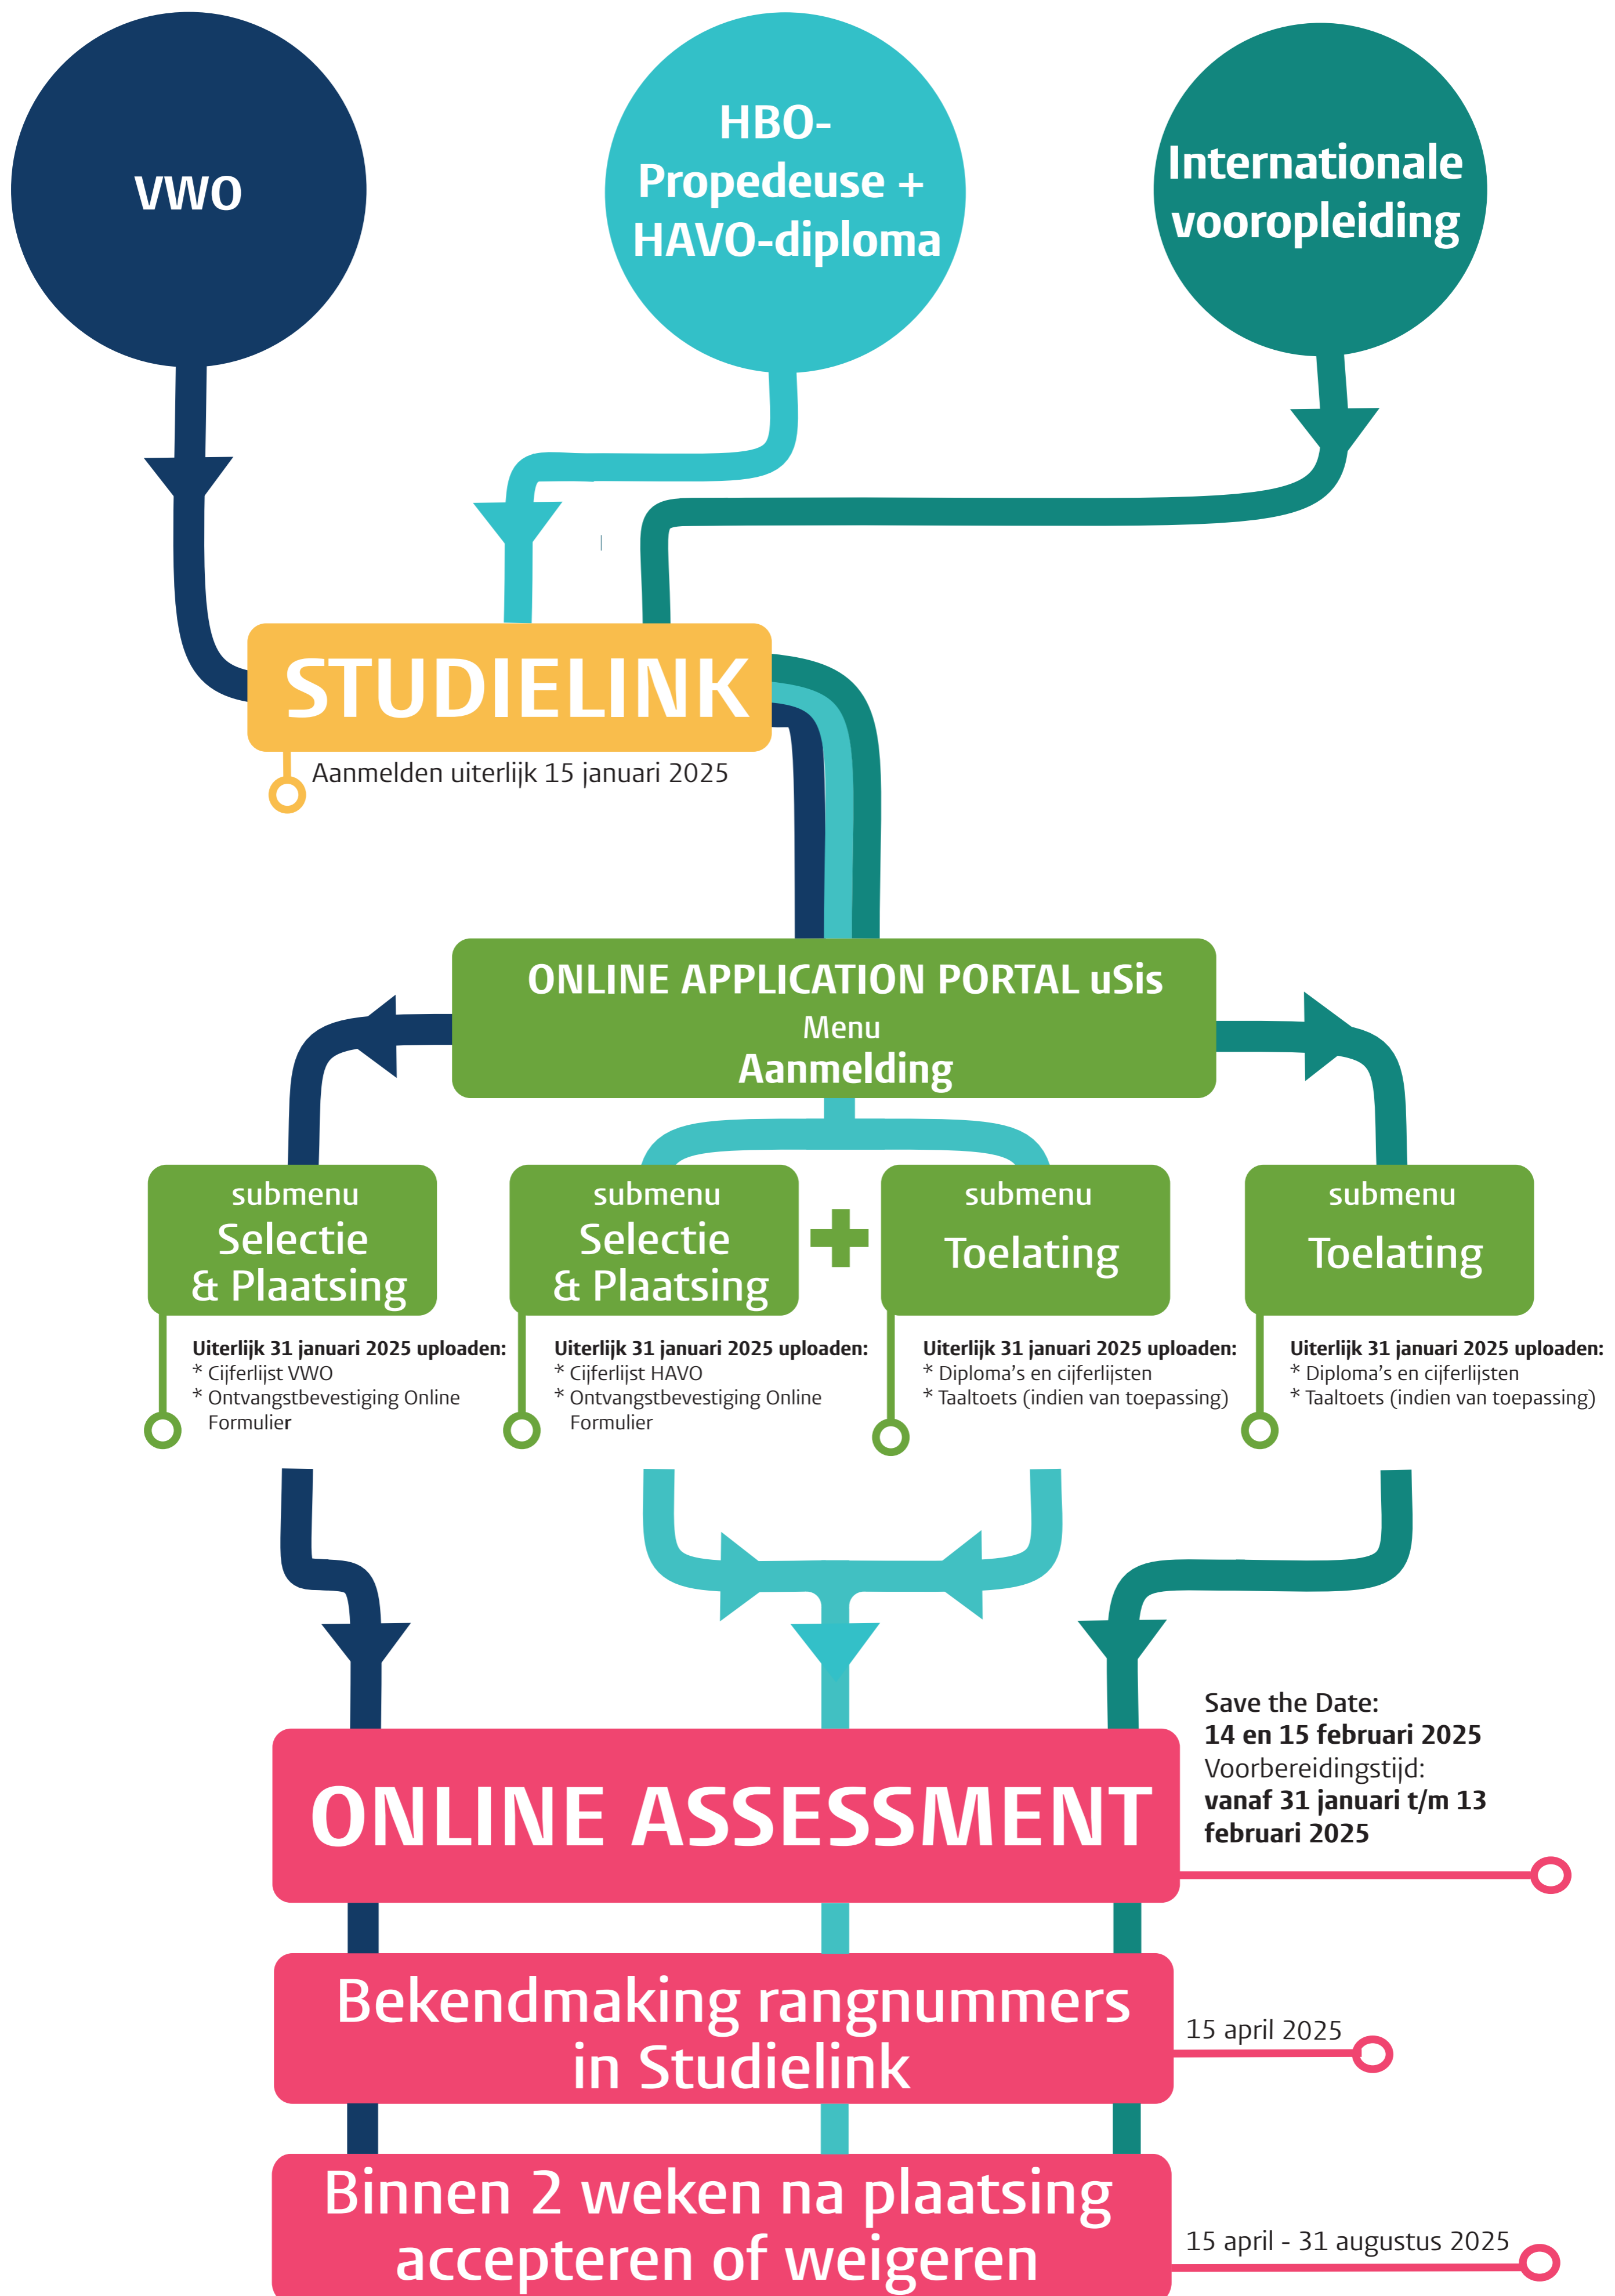 VWO
HBO-
Propedeuse +
HAVO-diploma
Internationale
vooropleiding
STUDIELINK
Aanmelden uiterlijk 15 januari 2025
ONLINE APPLICATION PORTAL uSis
Menu
Aanmelding
submenu
Selectie
& Plaatsing
Uiterlijk 31 januari 2025 uploaden:
* Cijferlijst VWO
* Ontvangstbevestiging Online
Formulier
submenu
Selectie
& Plaatsing
Uiterlijk 31 januari 2025 uploaden:
* Cijferlijst HAVO
* Ontvangstbevestiging Online
Formulier
+
submenu
Toelating
Uiterlijk 31 januari 2025 uploaden:
* Diploma's en cijferlijsten
* Taaltoets (indien van toepassing)
submenu
Toelating
Uiterlijk 31 januari 2025 uploaden:
* Diploma's en cijferlijsten
* Taaltoets (indien van toepassing)
ONLINE ASSESSMENT
Save the Date:
14 en 15 februari 2025
Voorbereidingstijd:
vanaf 31 januari t/m 13
februari 2025
Bekendmaking rangnummers
in Studielink
15 april 2025
Binnen 2 weken na plaatsing
accepteren of weigeren
15 april - 31 augustus 2025